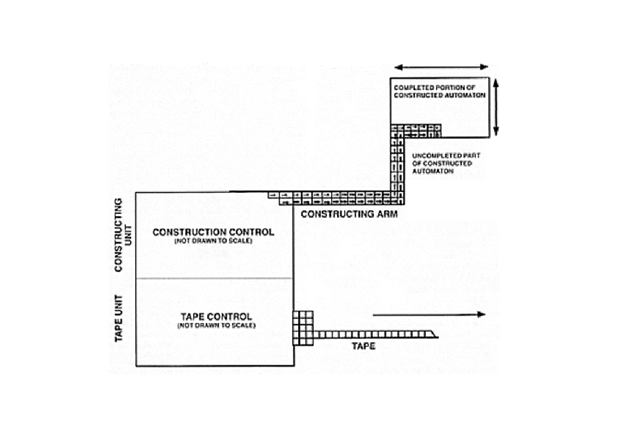 COMPLETED PORTION OF
CONSTRUCTED AUTOMATON
UNCOMPLETED PART
OF CONSTRUCTED
AUTOMATON
CONSTRUCTING ARM
CONSTRUCTING
UNIT
CONSTRUCTION CONTROL
(NOT DRAWN TO SCALE)
TAPE UNIT
TAPE CONTROL
(NOT DRAWN TO SCALE)
TAPE